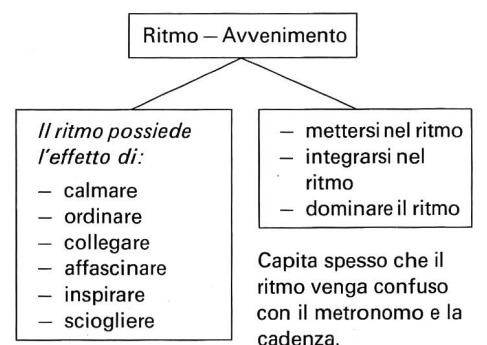 Ritmo – Avvenimento
Il ritmo possiede
l'effetto di:
– calmare
– ordinare
– collegare
– affascinare
– inspirare
– sciogliere
– mettersi nel ritmo
– integrarsi nel
ritmo
– dominare il ritmo
Capita spesso che il
ritmo venga confuso
con il metronomo e la
cadenza.